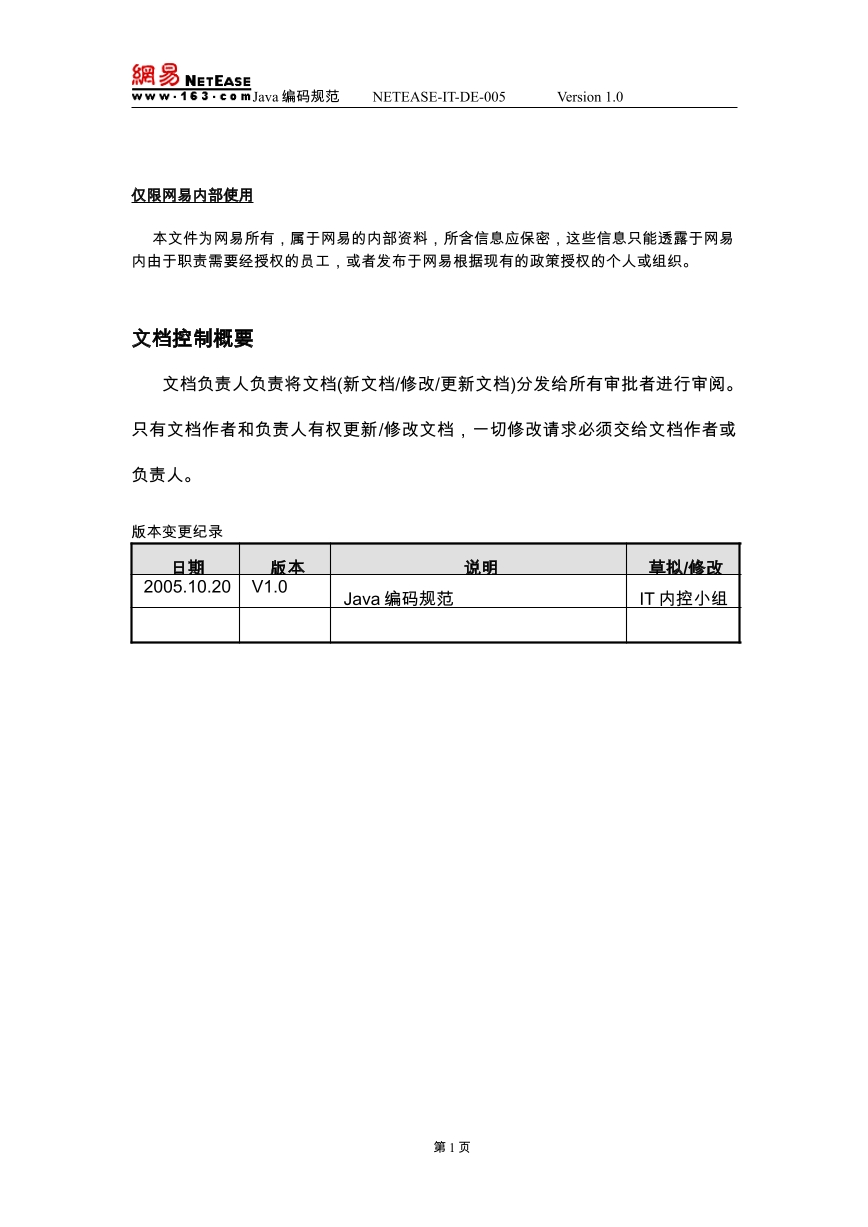 網易 NETEASE
www.163.com Java 编码规范 NETEASE-IT-DE-005 Version 1.0
仅限网易内部使用
本文件为网易所有，属于网易的内部资料，所含信息应保密，这些信息只能透露于网易
内由于职责需要经授权的员工，或者发布于网易根据现有的政策授权的个人或组织。
文档控制概要
文档负责人负责将文档(新文档/修改/更新文档)分发给所有审批者进行审阅。
只有文档作者和负责人有权更新/修改文档，一切修改请求必须交给文档作者或
负责人。
版本变更纪录
日期 版本 说明 草拟/修改
2005.10.20 V1.0 Java 编码规范 IT 内控小组
第 1 页